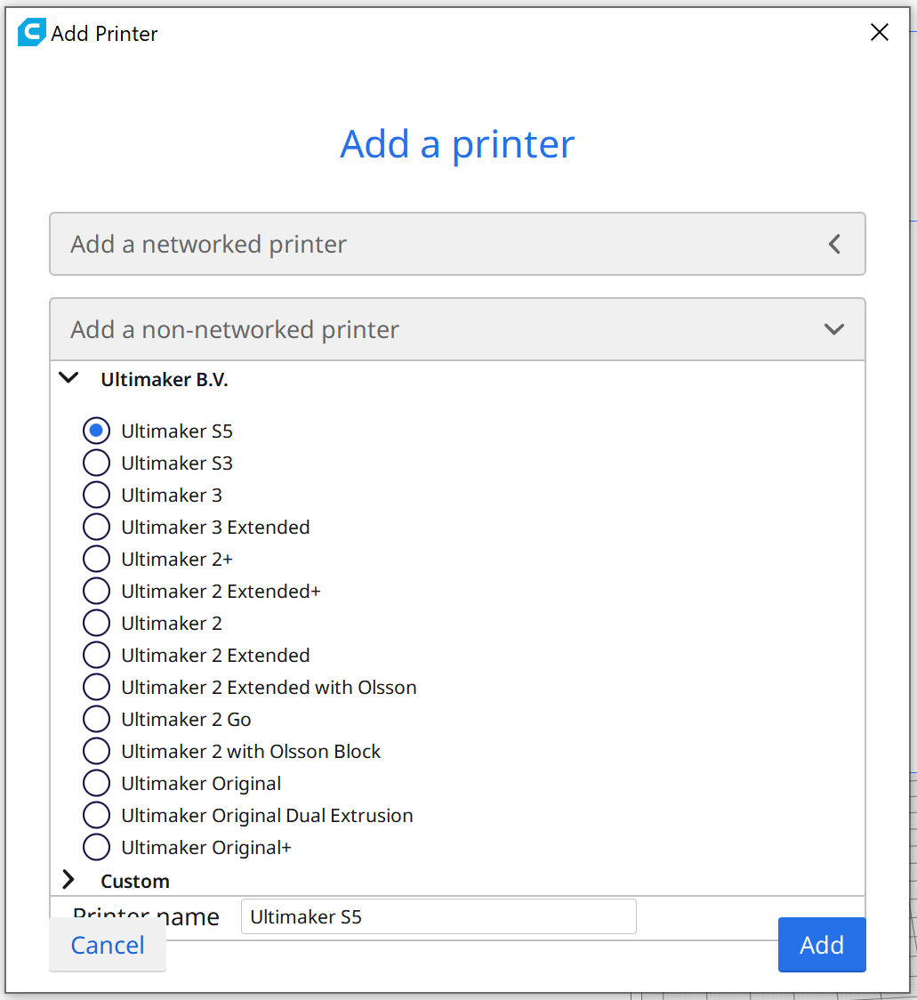 Add Printer
Add a printer
Add a networked printer
Add a non-networked printer
Ultimaker B.V.
Ultimaker S5
Ultimaker S3
Ultimaker 3
Ultimaker 3 Extended
Ultimaker 2+
Ultimaker 2 Extended+
Ultimaker 2
Ultimaker 2 Extended
Ultimaker 2 Extended with Olsson
Ultimaker 2 Go
Ultimaker 2 with Olsson Block
Ultimaker Original
Ultimaker Original Dual Extrusion
Ultimaker Original+
Custom
Printer name Ultimaker S5
Cancel Add